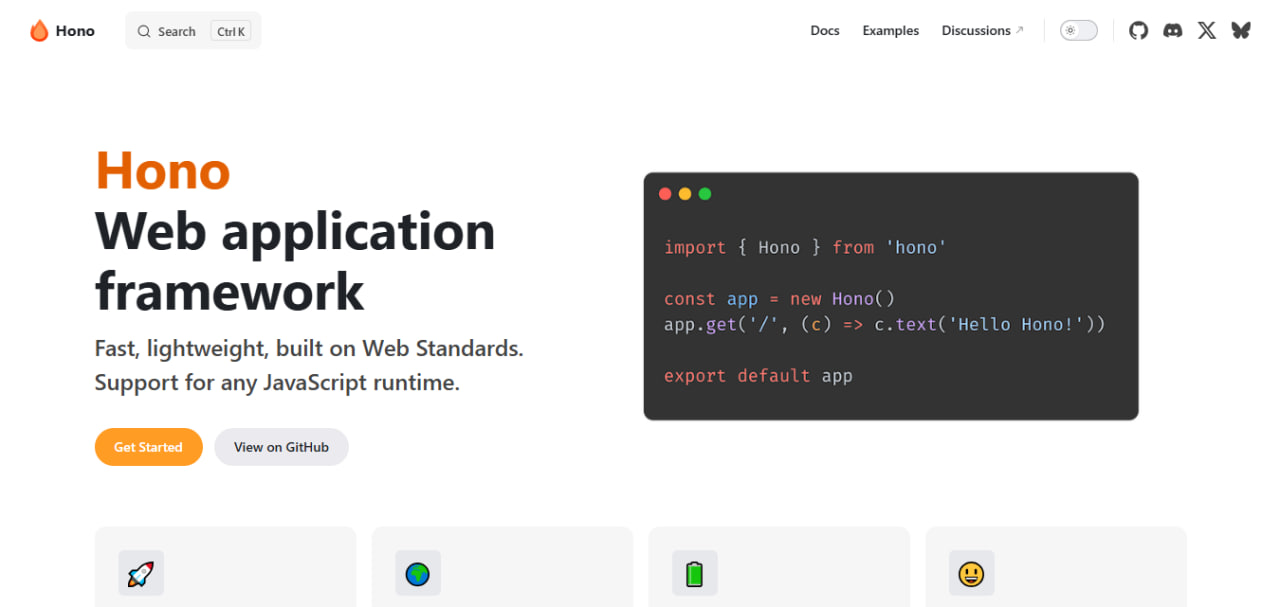 Hono
Search
Ctrl K
Docs
Examples
Discussions
Hono
Web application
framework
Fast, lightweight, built on Web Standards.
Support for any JavaScript runtime.
Get Started
View on GitHub
import { Hono } from 'hono'
const app = new Hono()
app.get('/', (c) => c.text('Hello Hono!'))
export default app